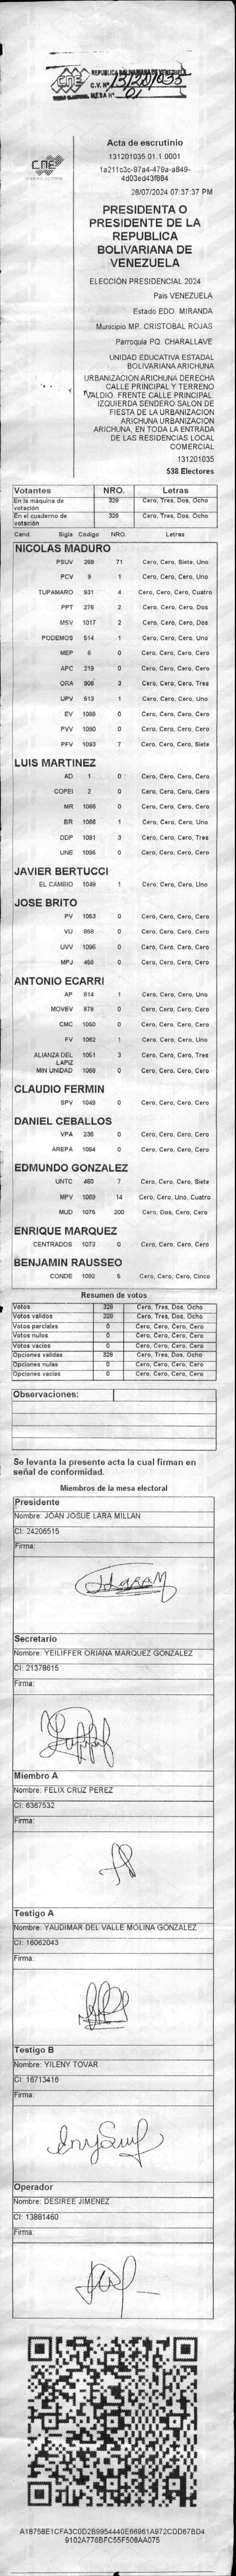 REPUBLICA BOLIVARIANA DE VENEZUELA
C.V. Nº 131201035
MESA Nº 01
CNE
Acta de escrutinio
131201035.01.1.0001
1a211c3c-97a4-479a-a849-
4d03ed43f884
28/07/2024 07:37:37 PM
PRESIDENTA O
PRESIDENTE DE LA
REPUBLICA
BOLIVARIANA DE
VENEZUELA
ELECCIÓN PRESIDENCIAL 2024
Pais VENEZUELA
Estado EDO. MIRANDA
Municipio MP. CRISTOBAL ROJAS
Parroquia PQ. CHARALLAVE
UNIDAD EDUCATIVA ESTADAL
BOLIVARIANA ARICHUNA
URBANIZACION ARICHUNA DERECHA
CALLE PRINCIPAL Y TERRENO
VALDIO. FRENTE CALLE PRINCIPAL.
IZQUIERDA SENDERO SALON DE
FIESTA DE LA URBANIZACION
ARICHUNA URBANIZACION
ARICHUNA, EN TODA LA ENTRADA
DE LAS RESIDENCIAS LOCAL
COMERCIAL
131201035
538 Electores
Votantes NRO. Letras
En la maquina de votación 328 Cero, Tres, Dos, Ocho
En el cuaderno de votación 328 Cero, Tres, Dos, Ocho
Cand. Sigla Código NRO. Letras
NICOLAS MADURO
PSUV 269 71 Cero, Cero, Siete, Uno
PCV 9 1 Cero, Cero, Cero, Uno
TUPAMARO 931 4 Cero, Cero, Cero, Cuatro
PPT 276 2 Cero, Cero, Cero, Dos
MSV 1017 2 Cero, Cero, Cero, Dos
PODEMOS 514 1 Cero, Cero, Cero, Uno
MEP 6 0 Cero, Cero, Cero, Cero
APC 219 0 Cero, Cero, Cero, Cero
ORA 906 3 Cero, Cero, Cero, Tres
UPV 513 1 Cero, Cero, Cero, Uno
EV 1089 0 Cero, Cero, Cero, Cero
PVV 1090 0 Cero, Cero, Cero, Cero
PFV 1093 7 Cero, Cero, Cero, Siete
LUIS MARTINEZ
AD 1 0 Cero, Cero, Cero, Cero
COPEI 2 0 Cero, Cero, Cero, Cero
MR 1065 0 Cero, Cero, Cero, Cero
BR 1066 1 Cero, Cero, Cero, Uno
DDP 1091 3 Cero, Cero, Cero, Tres
UNE 1095 0 Cero, Cero, Cero, Cero
JAVIER BERTUCCI
EL CAMBIO 1048 1 Cero, Cero, Cero, Uno
JOSE BRITO
PV 1053 0 Cero, Cero, Cero, Cero
VU 868 0 Cero, Cero, Cero, Cero
UVV 1096 0 Cero, Cero, Cero, Cero
MPJ 458 0 Cero, Cero, Cero, Cero
ANTONIO ECARRI
AP 814 1 Cero, Cero, Cero, Uno
MOVEV 878 0 Cero, Cero, Cero, Cero
CMC 1050 0 Cero, Cero, Cero, Cero
FV 1062 1 Cero, Cero, Cero, Uno
ALIANZA DEL LAPIZ 1051 3 Cero, Cero, Cero, Tres
MIN UNIDAD 1068 0 Cero, Cero, Cero, Cero
CLAUDIO FERMIN
SPV 1049 0 Cero, Cero, Cero, Cero
DANIEL CEBALLOS
VPA 236 0 Cero, Cero, Cero, Cero
AREPA 1094 0 Cero, Cero, Cero, Cero
EDMUNDO GONZALEZ
UNTC 450 7 Cero, Cero, Cero, Siete
MPV 1069 14 Cero, Cero, Uno, Cuatro
MUD 1075 200 Cero, Dos, Cero, Cero
ENRIQUE MARQUEZ
CENTRADOS 1073 0 Cero, Cero, Cero, Cero
BENJAMIN RAUSSEO
CONDE 1092 5 Cero, Cero, Cero, Cinco
Resumen de votos
Votos 328 Cero, Tres, Dos, Ocho
Votos validos 328 Cero, Tres, Dos, Ocho
Votos parciales 0 Cero, Cero, Cero, Cero
Votos nulos 0 Cero, Cero, Cero, Cero
Votos vacios 0 Cero, Cero, Cero, Cero
Opciones validas 328 Cero, Tres, Dos, Ocho
Opciones nulas 0 Cero, Cero, Cero, Cero
Opciones vacias 0 Cero, Cero, Cero, Cero
Observaciones:
Se levanta la presente acta la cual firman en
señal de conformidad.
Miembros de la mesa electoral
Presidente
Nombre: JOAN JOSUE LARA MILLAN
CI: 24206515
Firma:
Secretario
Nombre: YEILIFFER ORIANA MARQUEZ GONZALEZ
CI: 21378615
Firma:
Miembro A
Nombre: FELIX CRUZ PEREZ
CI: 6367532
Firma:
Testigo A
Nombre: YAUDIMAR DEL VALLE MOLINA GONZALEZ
CI: 16062043
Firma:
Testigo B
Nombre: YILENY TOVAR
CI: 16713416
Firma:
Operador
Nombre: DESIREE JIMENEZ
CI: 13881460
Firma:
A18758E1CFA3C0D2B9954440E66961A972CDD67BD4
9102A776BFC55F508AA075